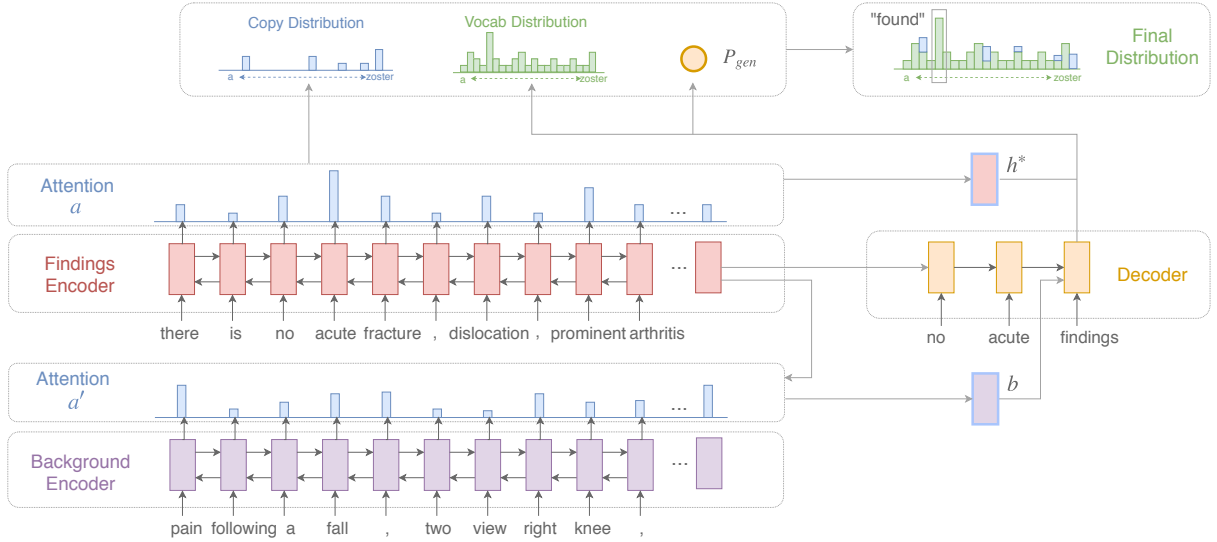 Copy Distribution
Vocab Distribution
"found"
Final
Distribution
P_gen
a zoster
a zoster
a zoster
Attention
a
h*
Findings
Encoder
...
...
Decoder
there is no acute fracture , dislocation , prominent arthritis
no acute findings
Attention
a′
b
...
Background
Encoder
...
pain following a fall , two view right knee ,